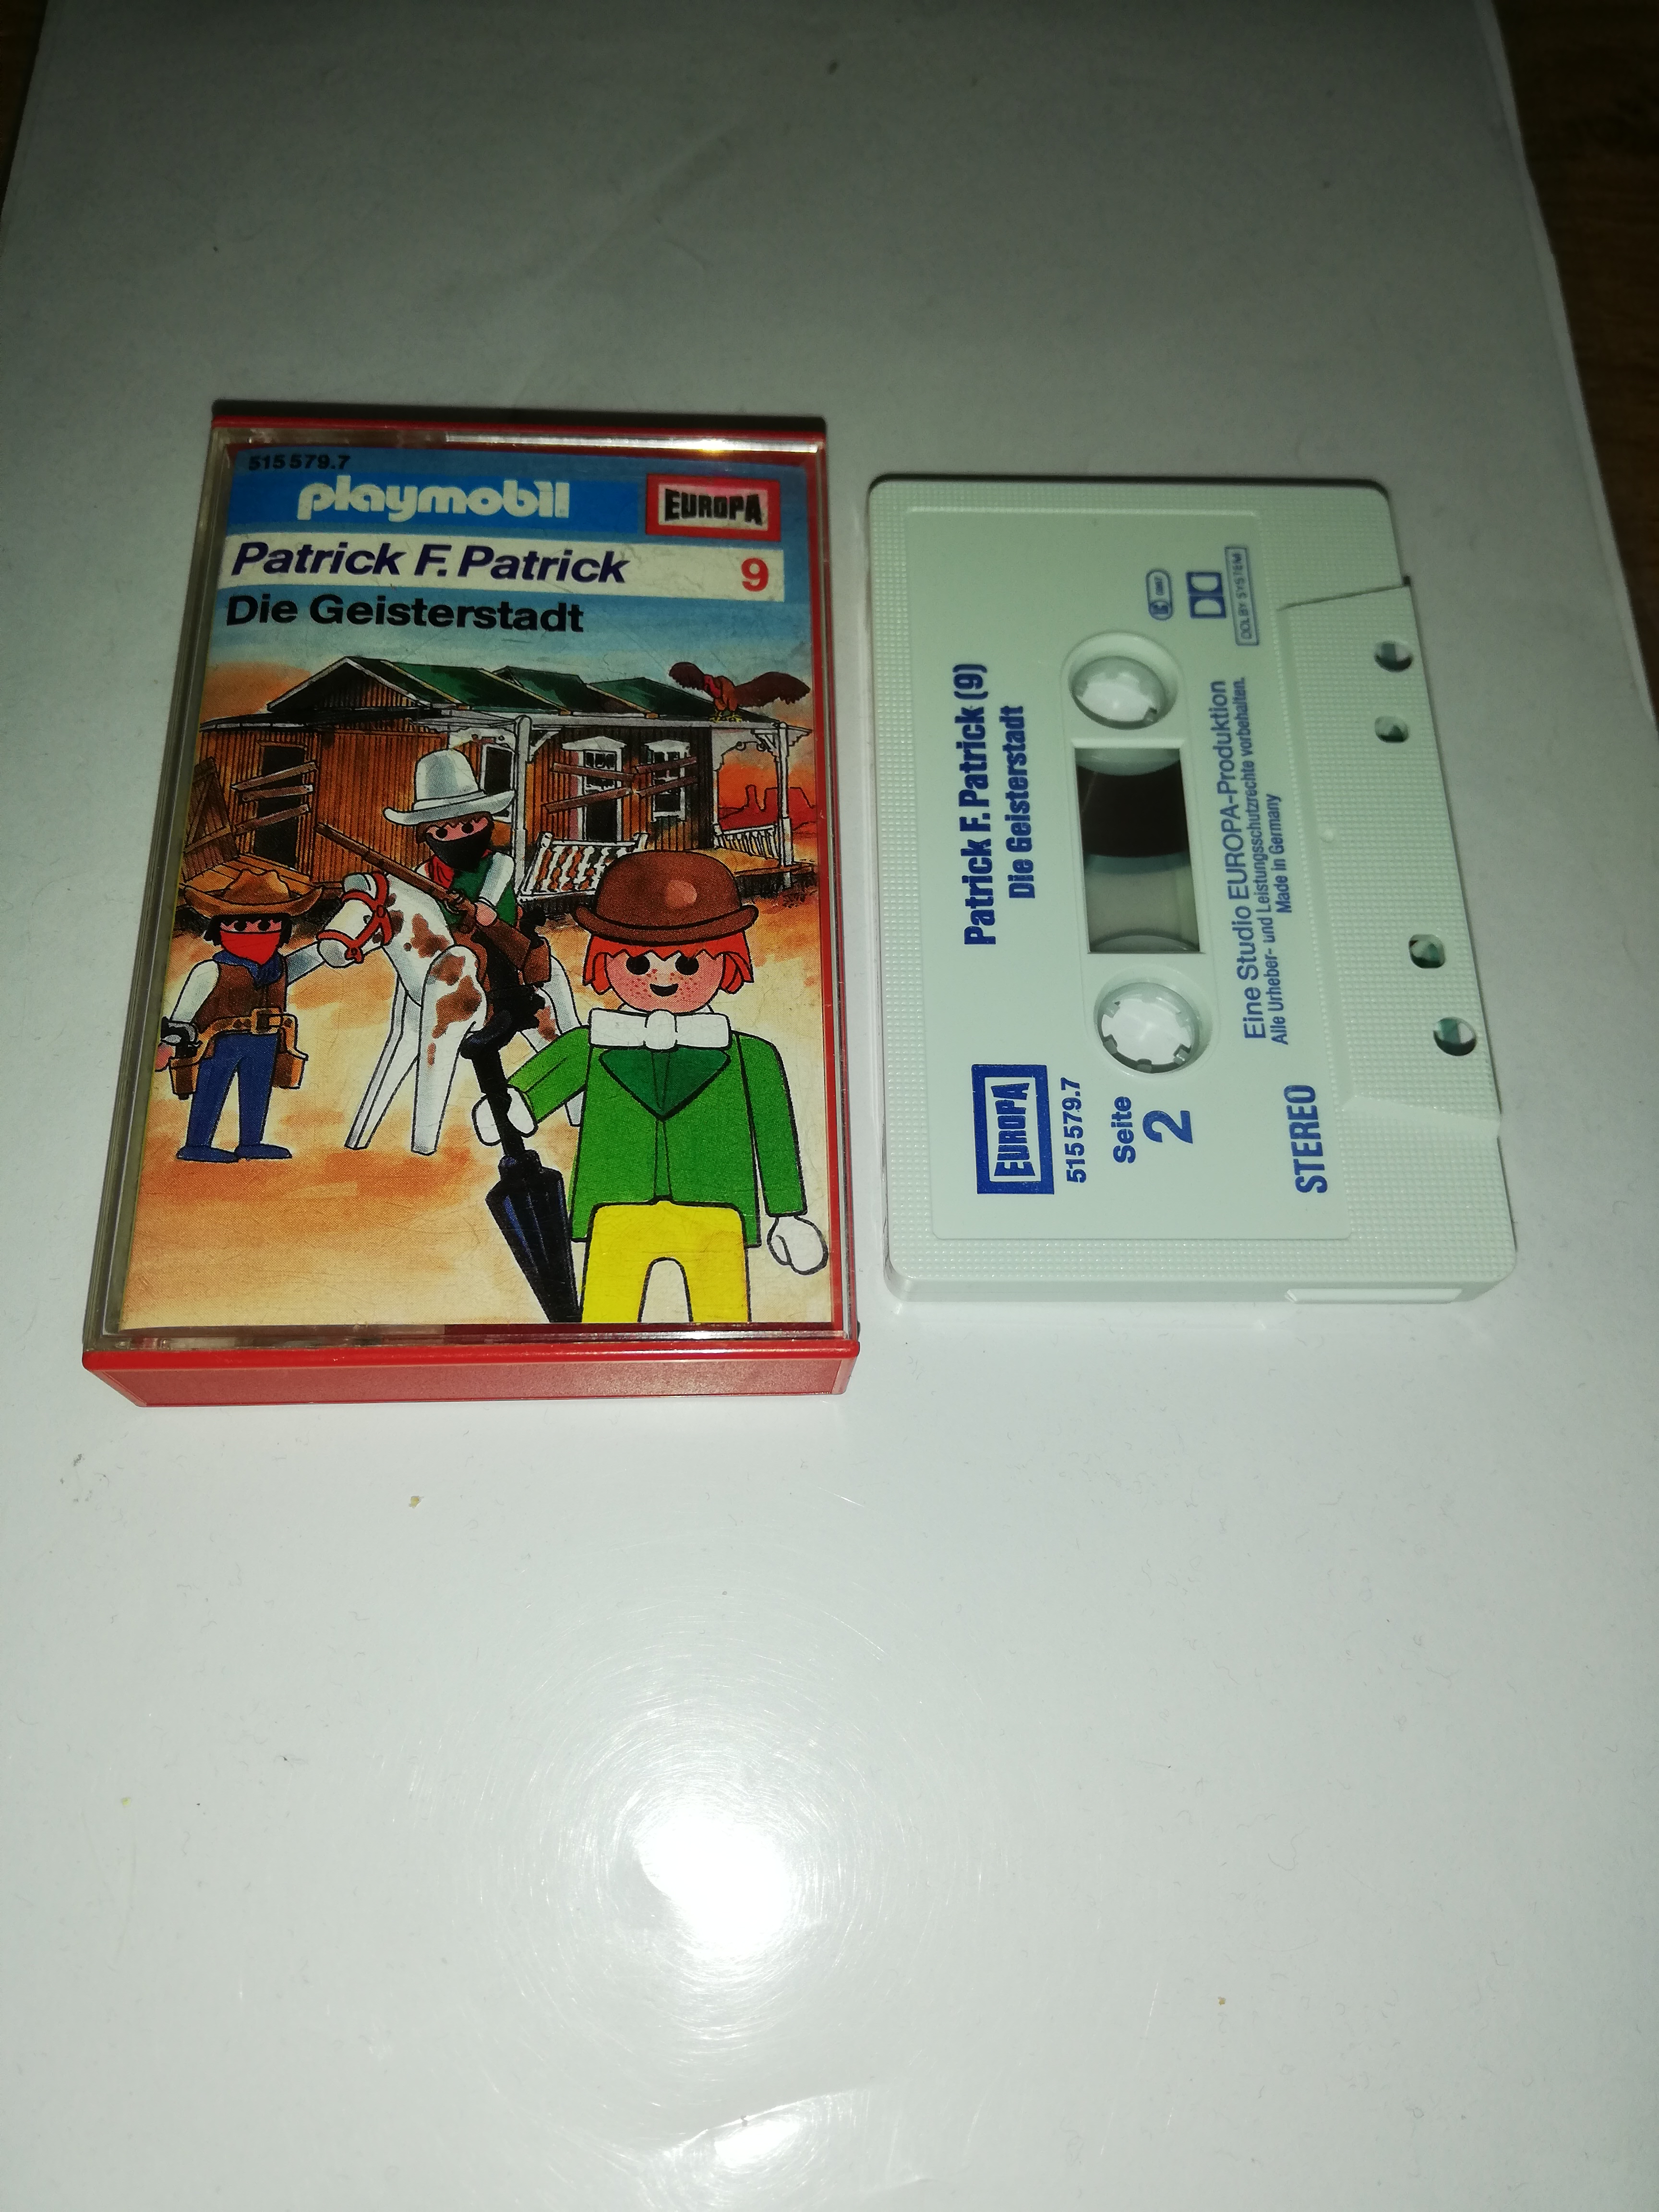 515 579.7
playmobil
EUROPA
Patrick F. Patrick
9
Die Geisterstadt
Patrick F. Patrick (9)
Die Geisterstadt
EUROPA
515 579.7
Seite
2
DOLBY SYSTEM
Eine Studio EUROPA-Produktion
Alle Urheber- und Leistungsschutzrechte vorbehalten.
Made in Germany
STEREO